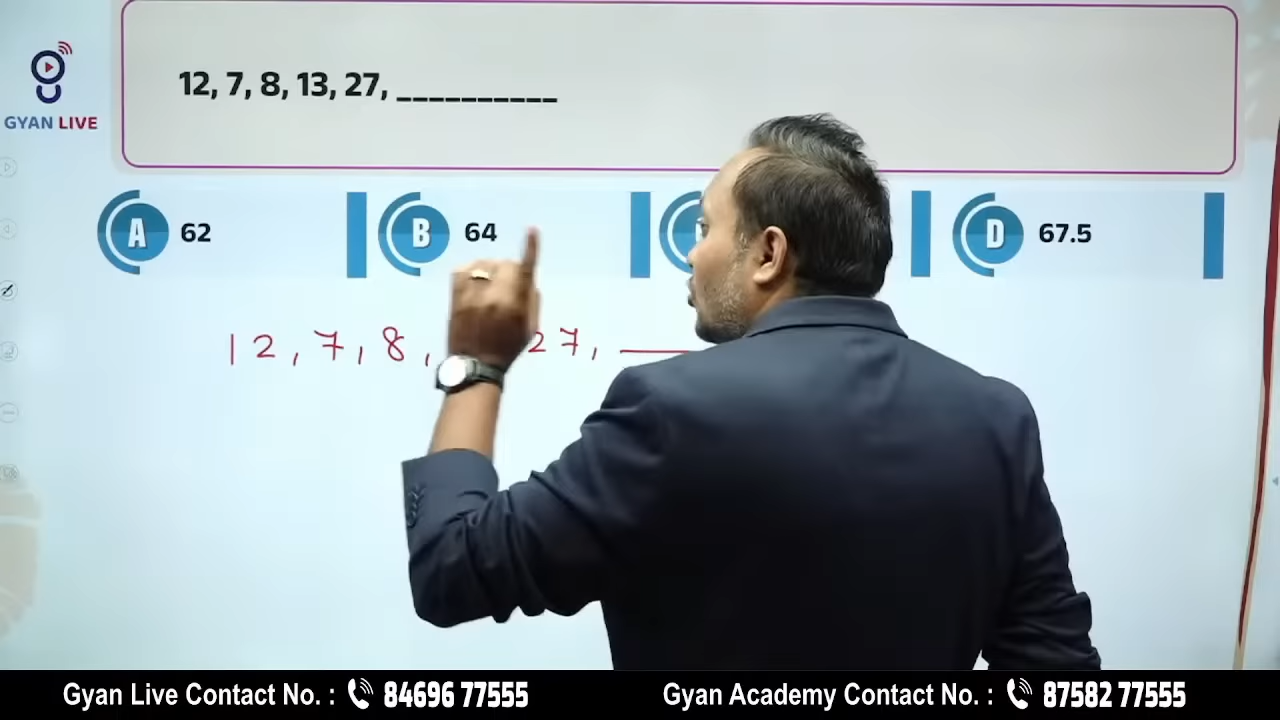 GYAN LIVE
12, 7, 8, 13, 27, __________
A 62
B 64
D 67.5
12, 7, 8, 27, ___
Gyan Live Contact No. : 84696 77555
Gyan Academy Contact No. : 87582 77555